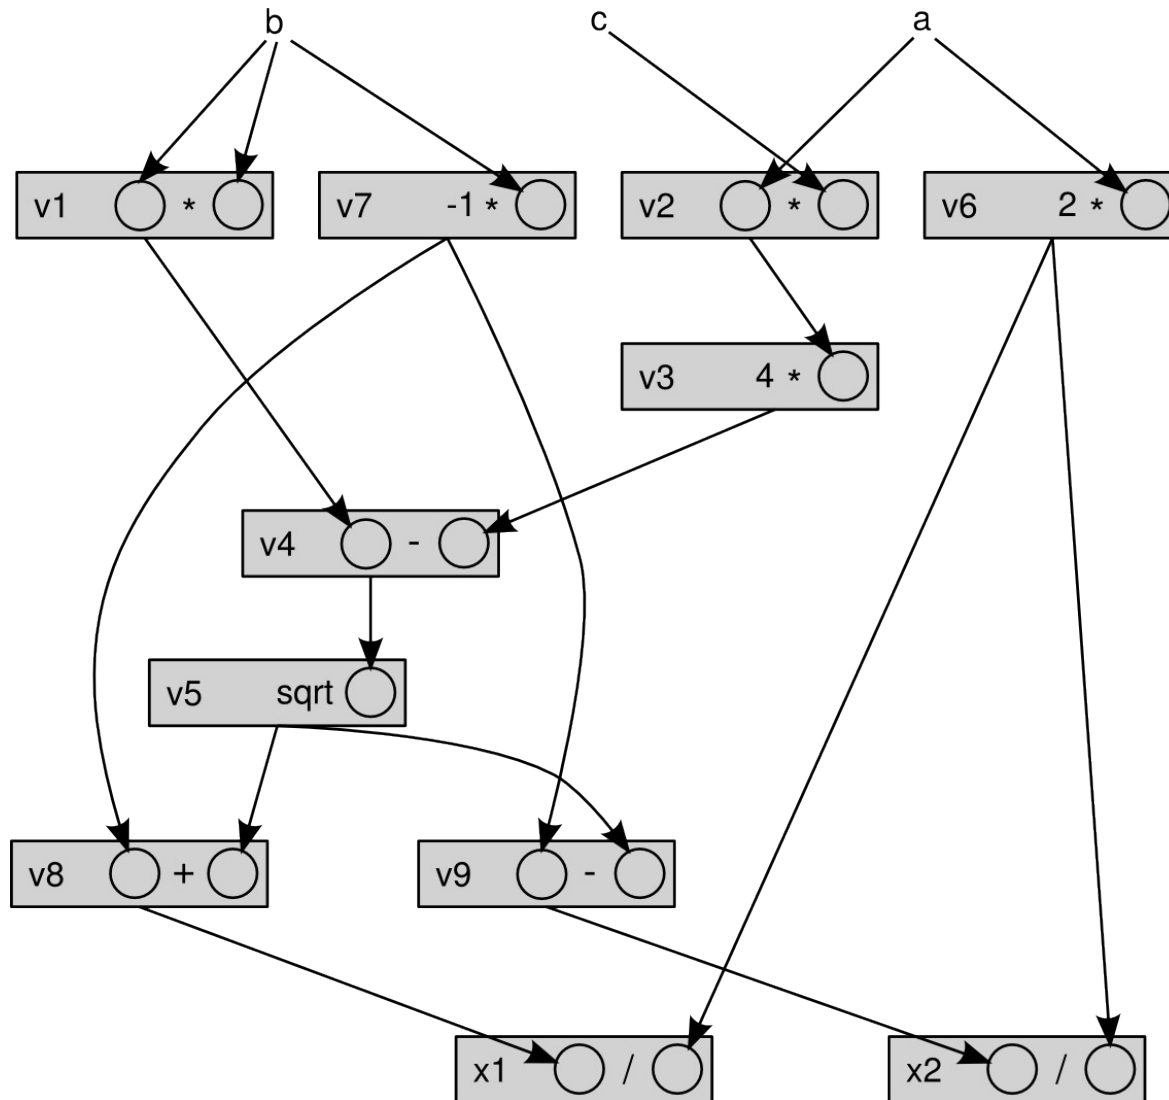 b
c
a
v1 *
v7 -1 *
v2 *
v6 2 *
v3 4 *
v4 -
v5 sqrt
v8 +
v9 -
x1 /
x2 /